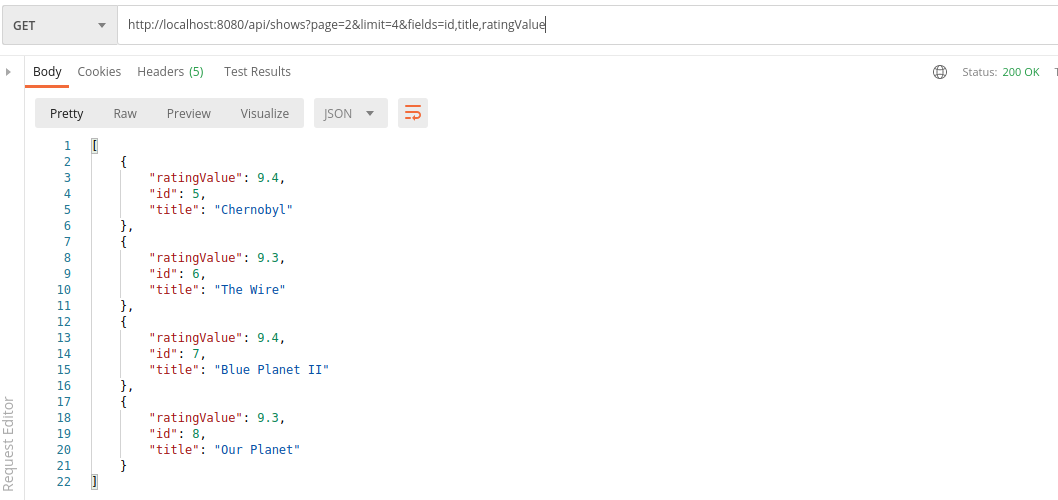 GET http://localhost:8080/api/shows?page=2&limit=4&fields=id,title,ratingValue
Body Cookies Headers (5) Test Results Status: 200 OK T
Pretty Raw Preview Visualize JSON
1 [
2 {
3 "ratingValue": 9.4,
4 "id": 5,
5 "title": "Chernobyl"
6 },
7 {
8 "ratingValue": 9.3,
9 "id": 6,
10 "title": "The Wire"
11 },
12 {
13 "ratingValue": 9.4,
14 "id": 7,
15 "title": "Blue Planet II"
16 },
17 {
18 "ratingValue": 9.3,
19 "id": 8,
20 "title": "Our Planet"
21 }
22 ]
Request Editor